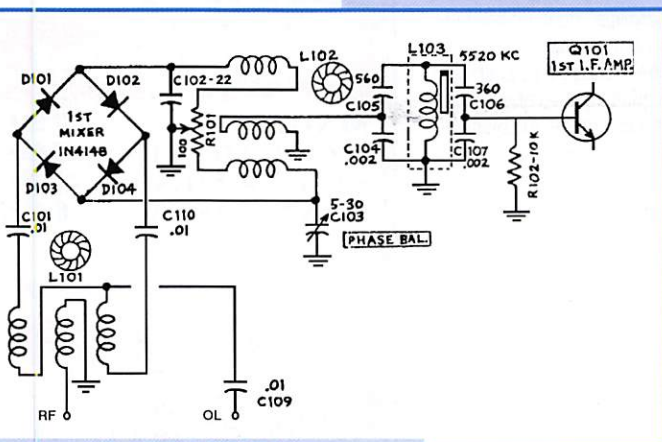 D101
D102
1ST
MIXER
1N4148
D103
D104
C102-22
L102
R101
100
L103
5520 KC
560
C105
360
C106
C104
.002
C107
.002
Q101
1ST I.F. AMP.
R102-10K
5-30
C103
PHASE BAL.
C101
.01
C110
.01
L101
.01
C109
RF
OL